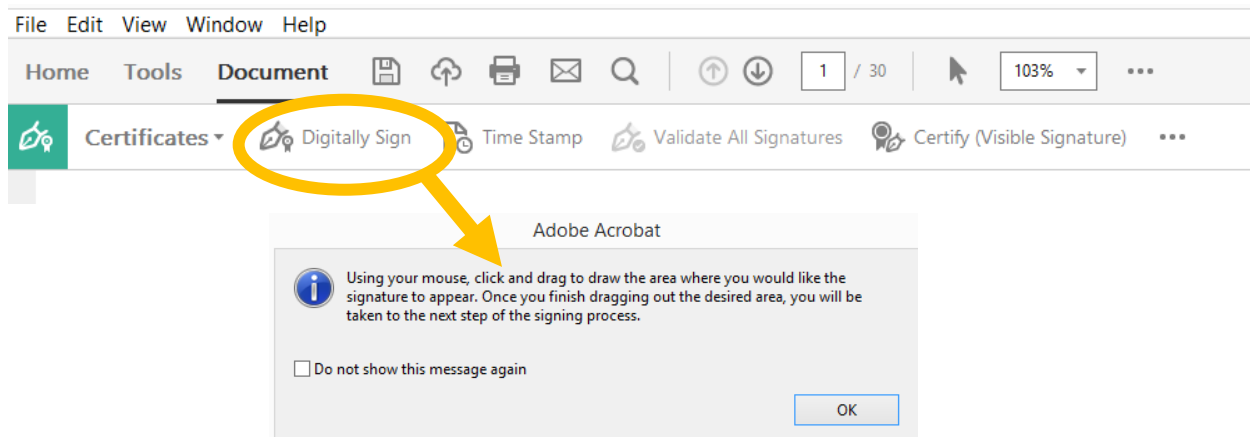 File Edit View Window Help
Home Tools Document 1 / 30 103%
Certificates Digitally Sign Time Stamp Validate All Signatures Certify (Visible Signature)
Adobe Acrobat
Using your mouse, click and drag to draw the area where you would like the
signature to appear. Once you finish dragging out the desired area, you will be
taken to the next step of the signing process.
Do not show this message again
OK